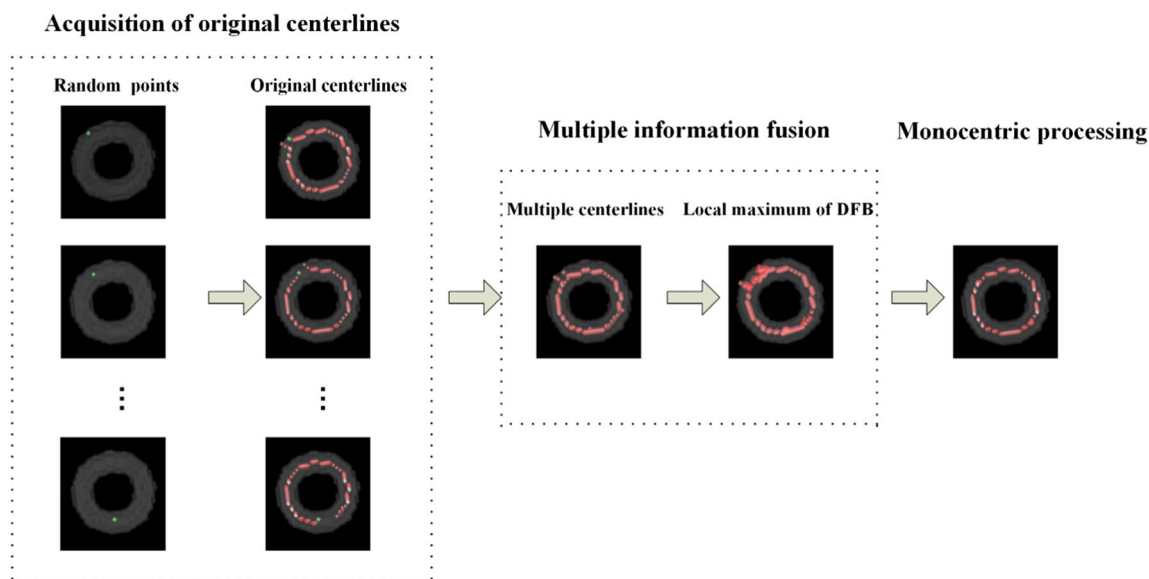 Acquisition of original centerlines
Random points
Original centerlines
Multiple information fusion
Monocentric processing
Multiple centerlines
Local maximum of DFB